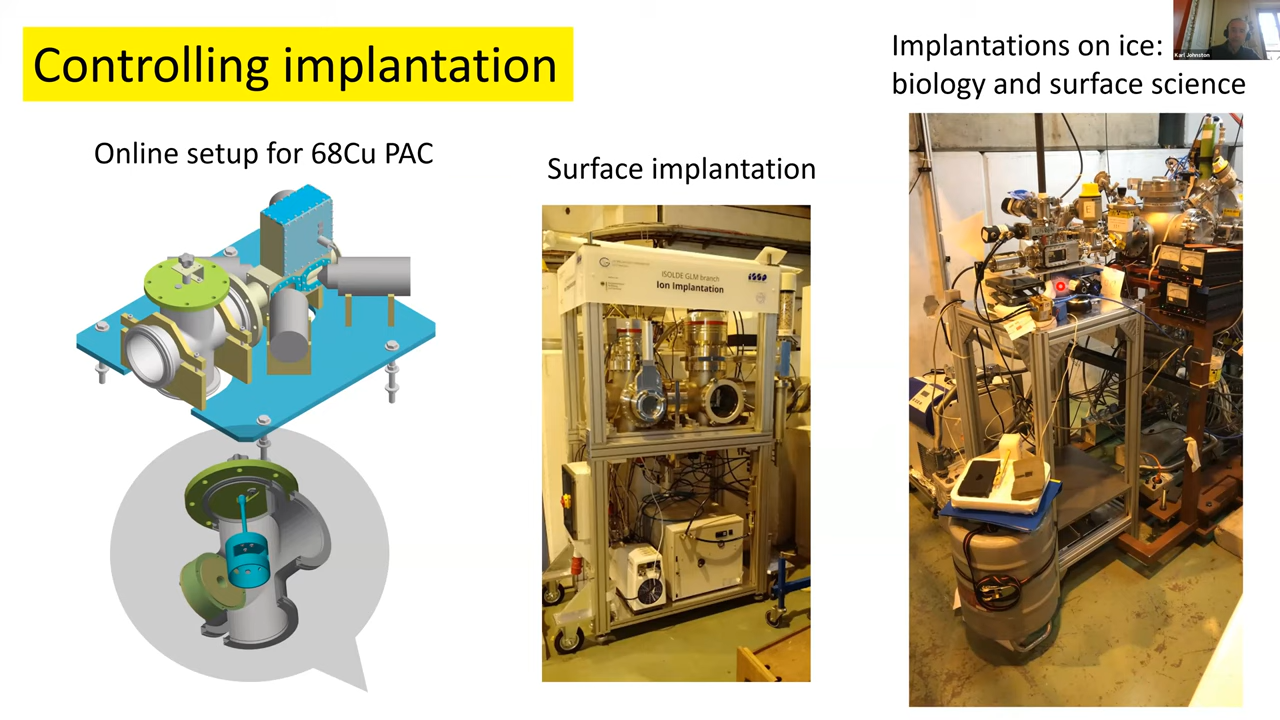 Controlling implantation
Implantations on ice:
biology and surface science
Karl Johnston
Online setup for 68Cu PAC
Surface implantation
ISOLDE GLM branch
Ion Implantation